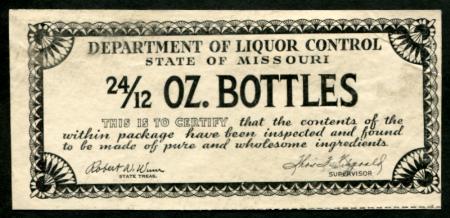 DEPARTMENT OF LIQUOR CONTROL
STATE OF MISSOURI
24/12 OZ. BOTTLES
THIS IS TO CERTIFY that the contents of the
within package have been inspected and found
to be made of pure and wholesome ingredients.
Robert W. Winn
STATE TREAS.
SUPERVISOR